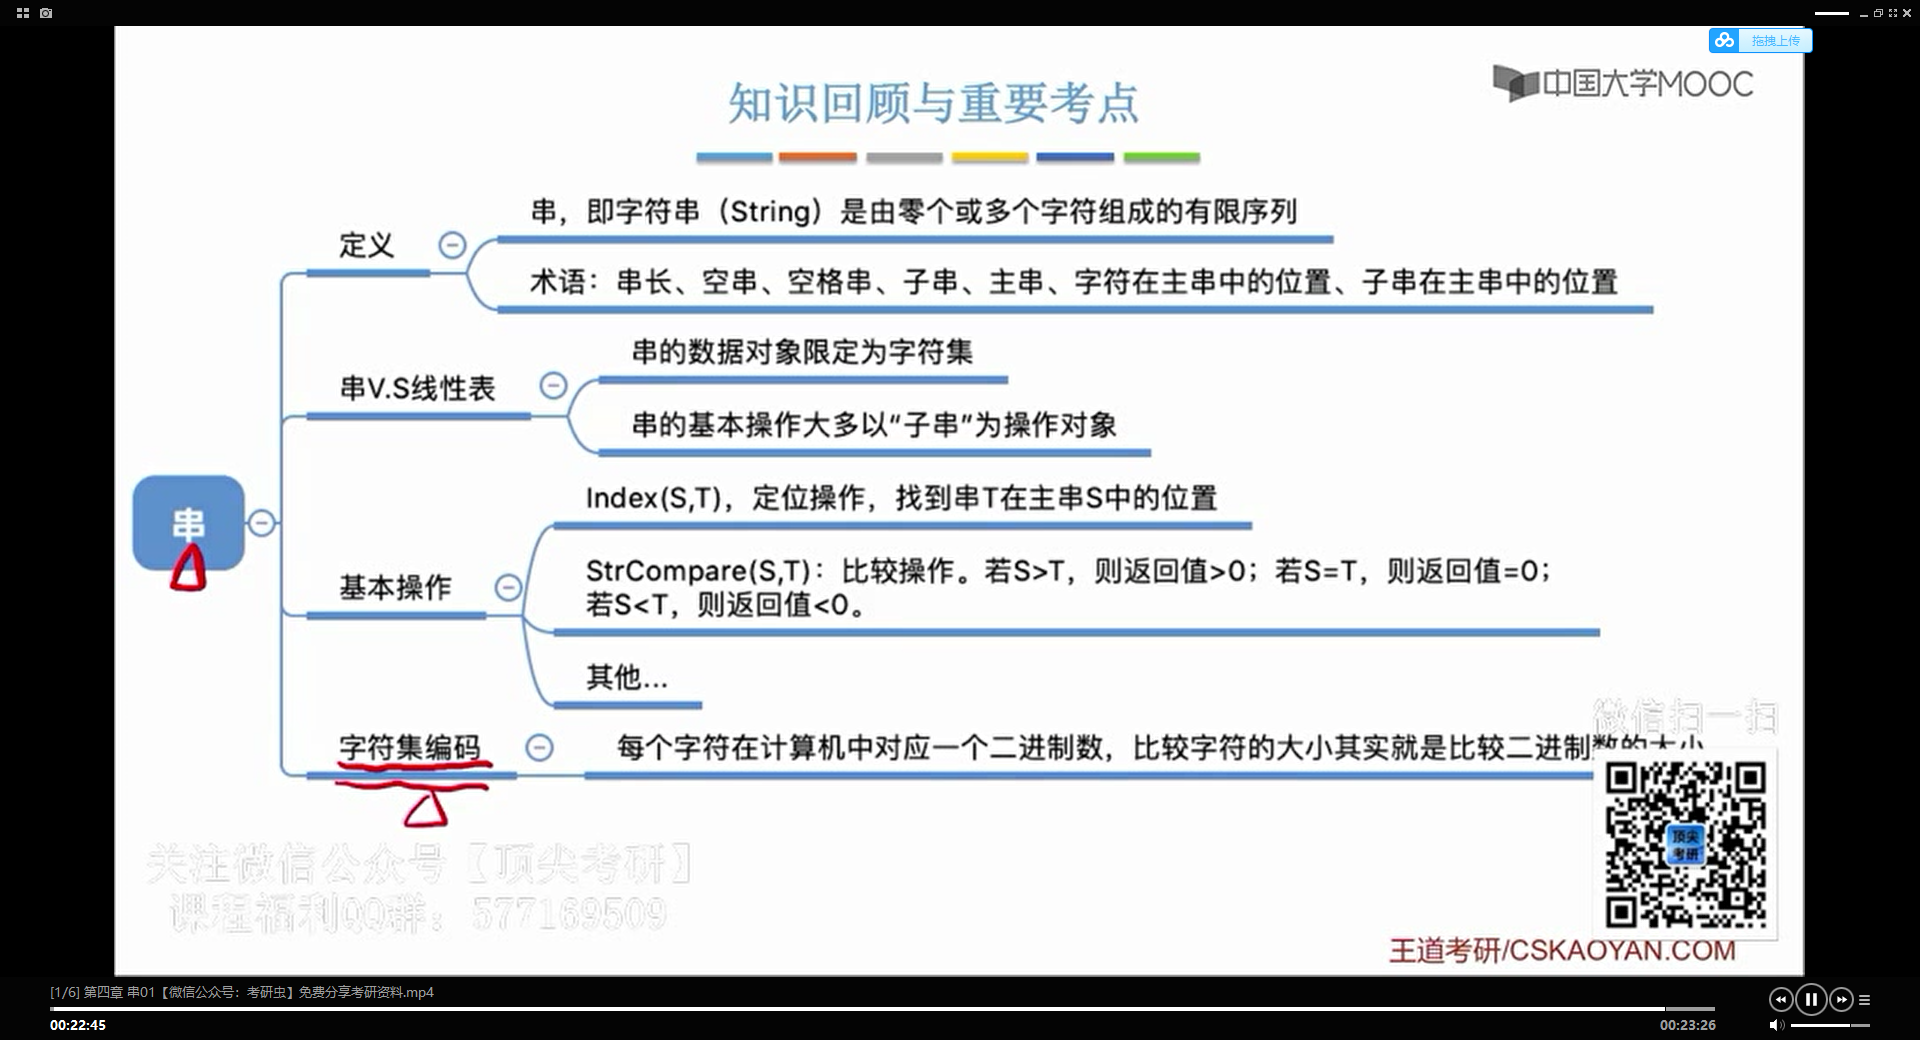 拖拽上传
中国大学MOOC
知识回顾与重要考点
串，即字符串（String）是由零个或多个字符组成的有限序列
定义
术语：串长、空串、空格串、子串、主串、字符在主串中的位置、子串在主串中的位置
串的数据对象限定为字符集
串V.S线性表
串的基本操作大多以“子串”为操作对象
Index(S,T)，定位操作，找到串T在主串S中的位置
串
StrCompare(S,T)：比较操作。若S>T，则返回值>0；若S=T，则返回值=0；
若S<T，则返回值<0。
基本操作
其他...
微信扫一扫
字符集编码
每个字符在计算机中对应一个二进制数，比较字符的大小其实就是比较二进制数的大小
顶尖
考研
关注微信公众号【顶尖考研】
课程福利QQ群：577169509
王道考研/CSKAOYAN.COM
[1/6] 第四章 串01【微信公众号：考研虫】免费分享考研资料.mp4
00:22:45
00:23:26